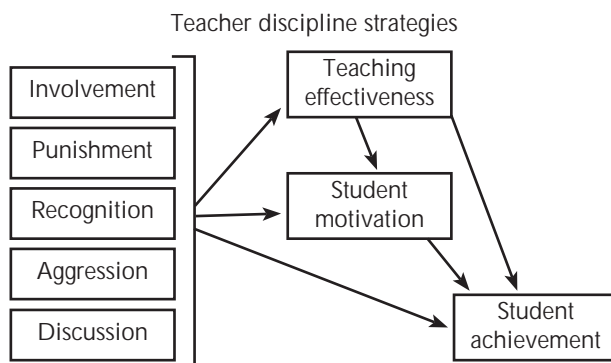 Teacher discipline strategies
Involvement
Punishment
Recognition
Aggression
Discussion
Teaching
effectiveness
Student
motivation
Student
achievement